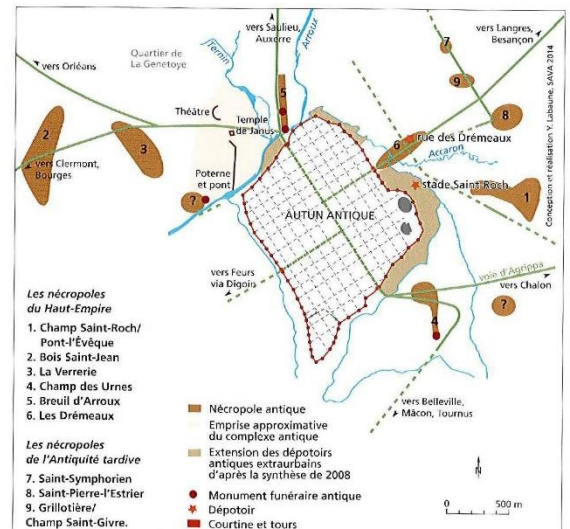 vers Saulieu,
Auxerre
Arroux
Ternin
Quartier de
La Genetoye
vers Orléans
vers Langres,
Besançon
7
9
8
5
Théâtre
Temple
de Janus
2
3
6
rue des Drémeaux
Accaron
vers Clermont,
Bourges
Poterne
et pont
stade Saint-Roch
1
?
AUTUN ANTIQUE
Conception et réalisation Y. Labaune, SAVA 2014
vers Feurs
via Digoin
voie d'Agrippa
vers Chalon
?
4
vers Belleville,
Mâcon, Tournus
Les nécropoles
du Haut-Empire
1. Champ Saint-Roch/
Pont-l'Évêque
2. Bois Saint-Jean
3. La Verrerie
4. Champ des Urnes
5. Breuil d'Arroux
6. Les Drémeaux
Les nécropoles
de l'Antiquité tardive
7. Saint-Symphorien
8. Saint-Pierre-l'Estrier
9. Grillotière/
Champ Saint-Givre.
Nécropole antique
Emprise approximative
du complexe antique
Extension des dépotoirs
antiques extraurbains
d'après la synthèse de 2008
Monument funéraire antique
Dépotoir
Courtine et tours
N
0 500 m